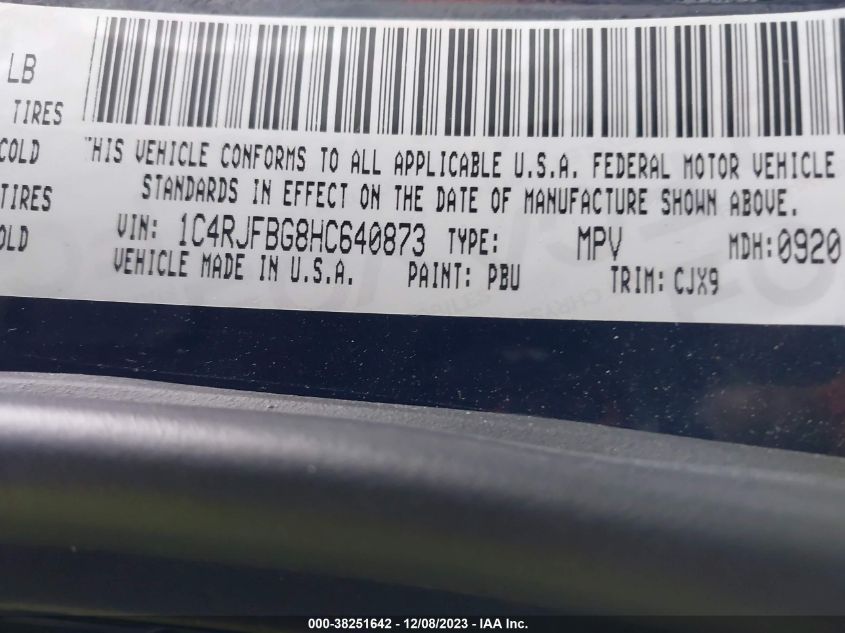 LB
TIRES
COLD
THIS VEHICLE CONFORMS TO ALL APPLICABLE U.S.A. FEDERAL MOTOR VEHICLE
TIRES
STANDARDS IN EFFECT ON THE DATE OF MANUFACTURE SHOWN ABOVE.
OLD
VIN: 1C4RJFBG8HC640873 TYPE: MPV MDH:0920
VEHICLE MADE IN U.S.A. PAINT: PBU TRIM: CJX9
000-38251642 - 12/08/2023 - IAA Inc.